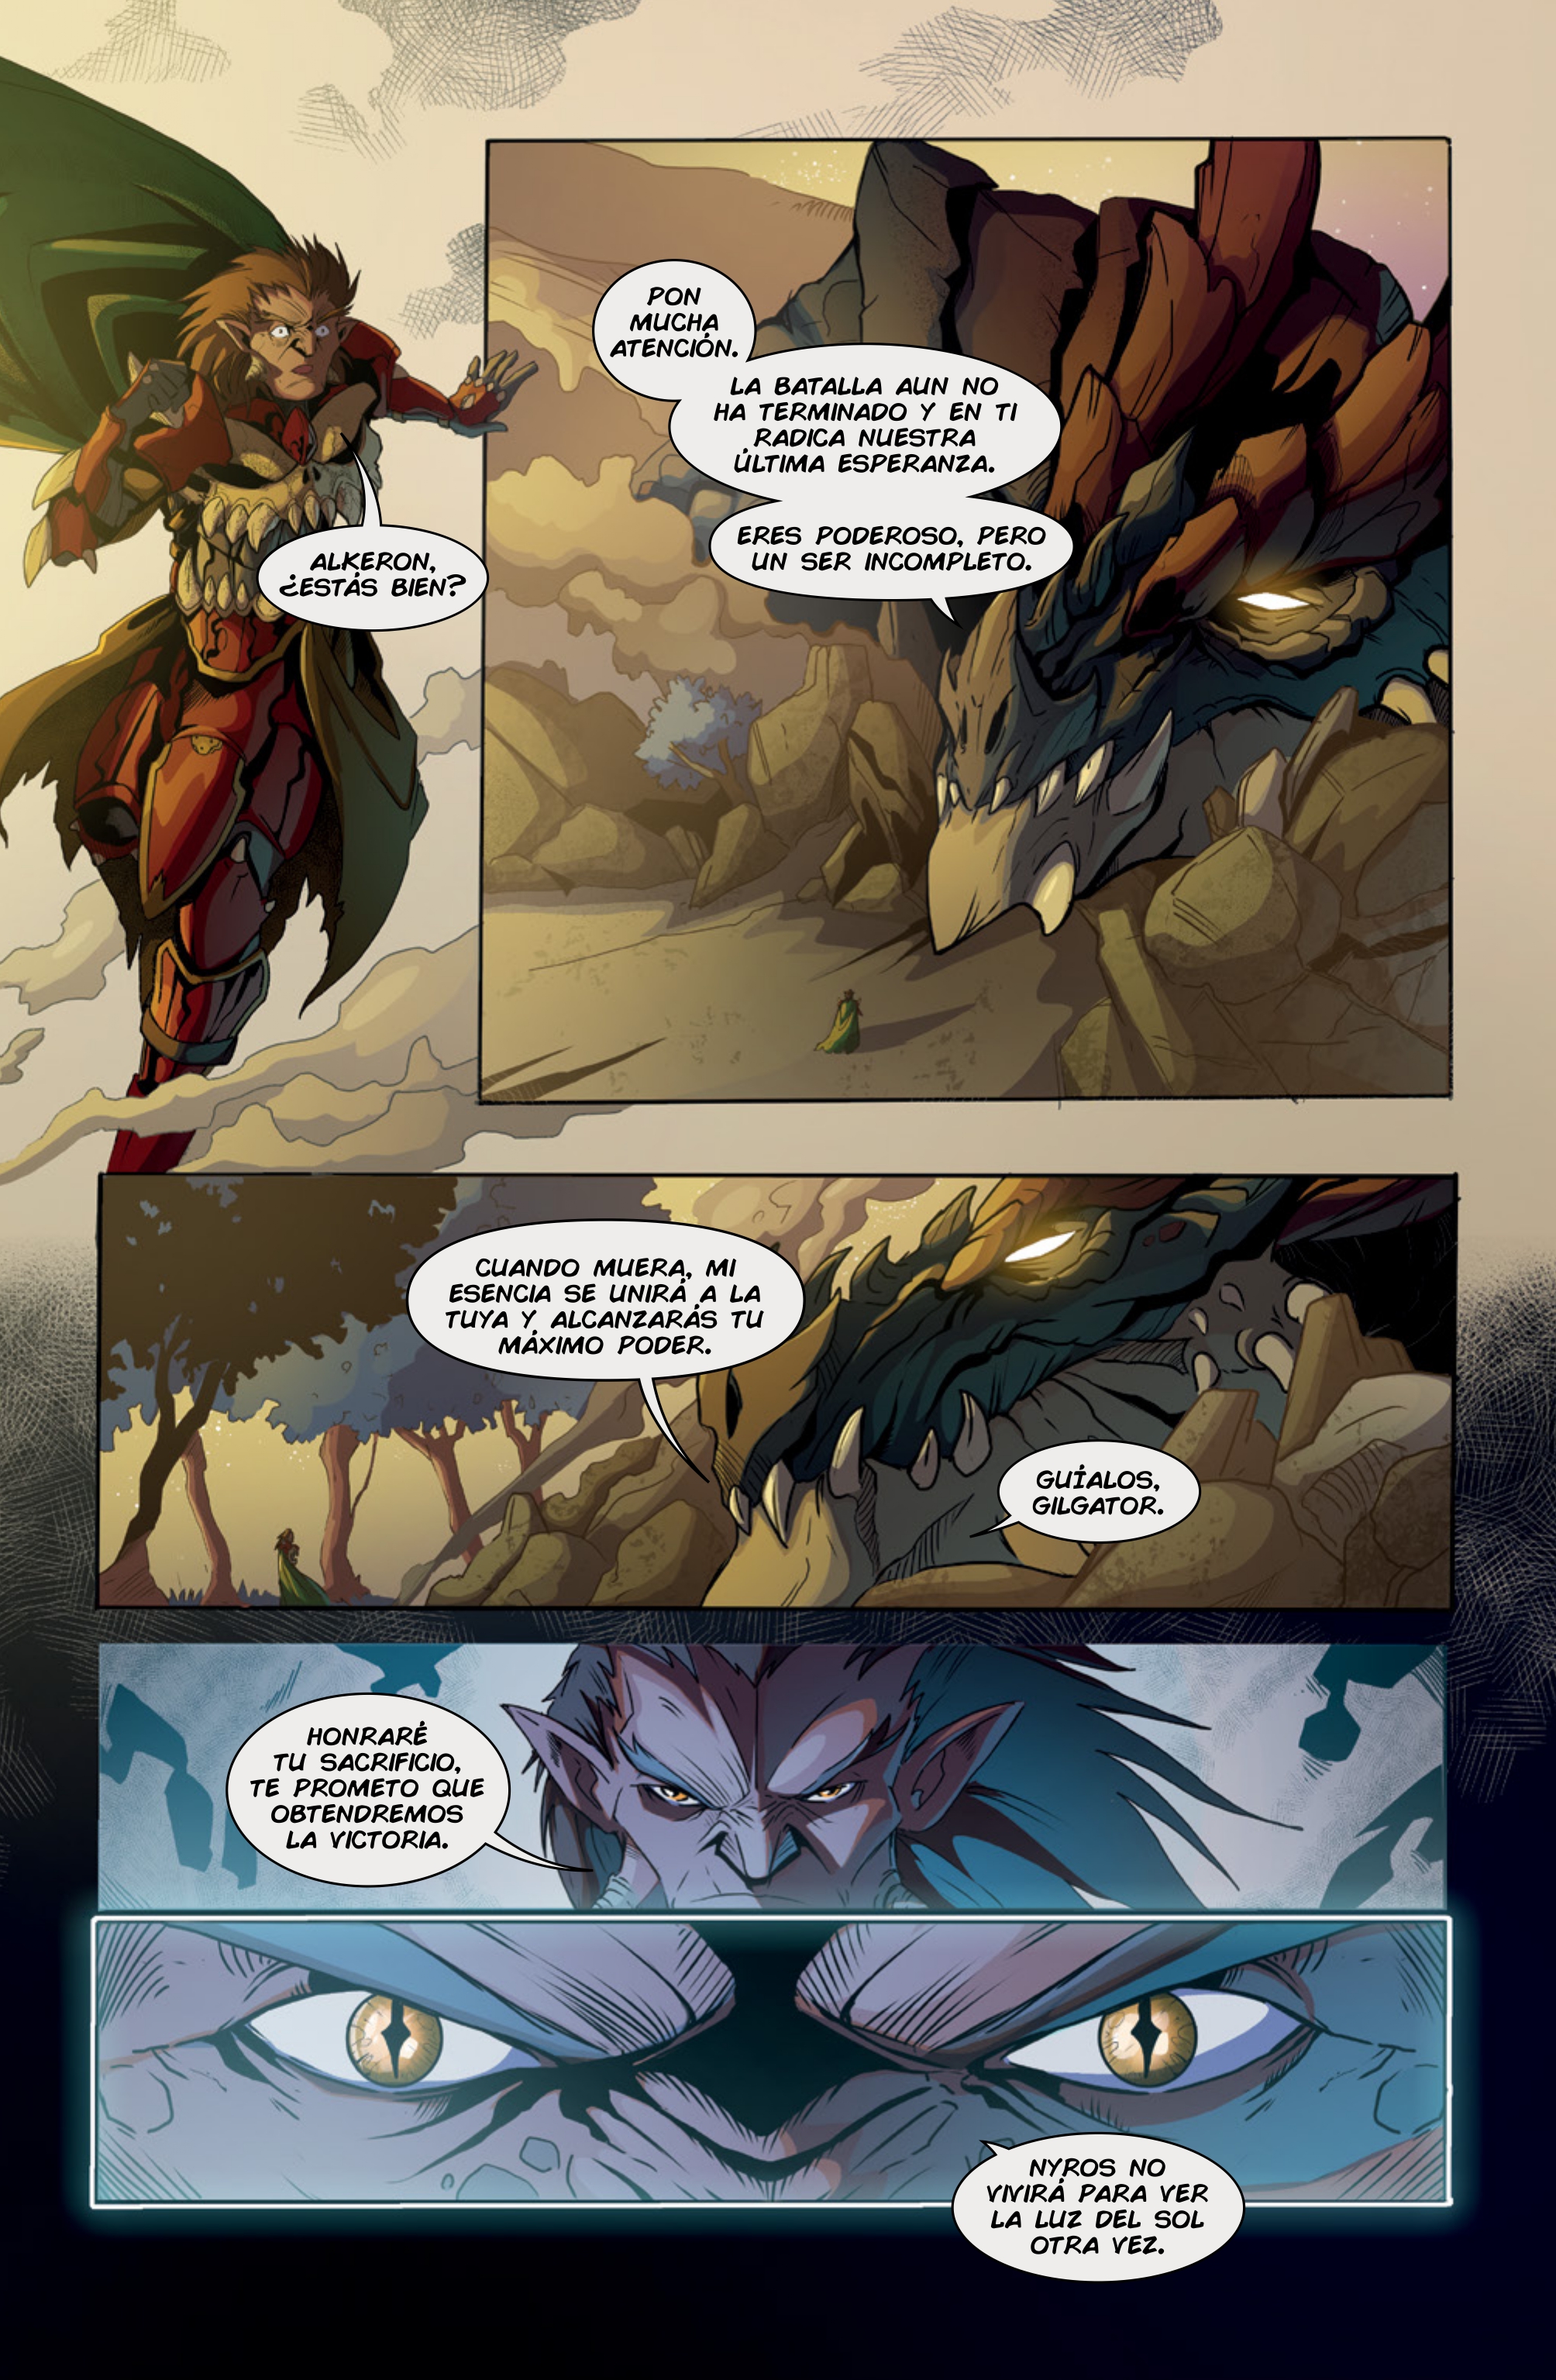 ALKERON,
¿ESTÁS BIEN?
PON
MUCHA
ATENCIÓN.
LA BATALLA AUN NO
HA TERMINADO Y EN TI
RADICA NUESTRA
ÚLTIMA ESPERANZA.
ERES PODEROSO, PERO
UN SER INCOMPLETO.
CUANDO MUERA, MI
ESENCIA SE UNIRÁ A LA
TUYA Y ALCANZARÁS TU
MÁXIMO PODER.
GUÍALOS,
GILGATOR.
HONRARÉ
TU SACRIFICIO,
TE PROMETO QUE
OBTENDREMOS
LA VICTORIA.
NYROS NO
VIVIRÁ PARA VER
LA LUZ DEL SOL
OTRA VEZ.